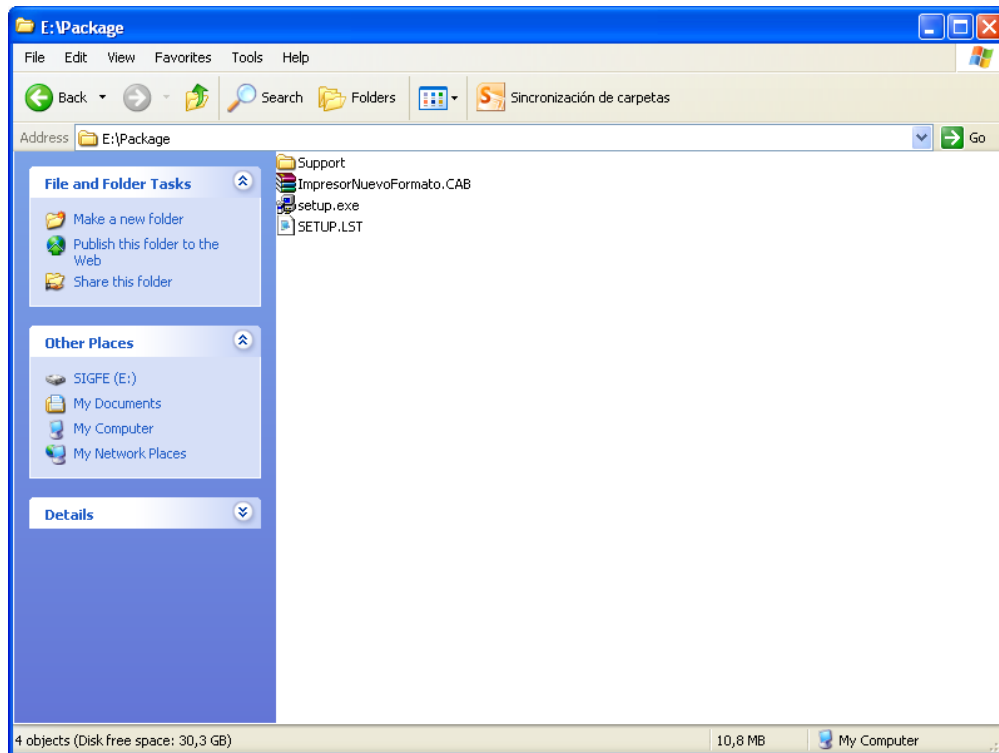 E:\Package
File Edit View Favorites Tools Help
Back Search Folders Sincronización de carpetas
Address E:\Package Go
File and Folder Tasks
Make a new folder
Publish this folder to the
Web
Share this folder
Other Places
SIGFE (E:)
My Documents
My Computer
My Network Places
Details
Support
ImpresorNuevoFormato.CAB
setup.exe
SETUP.LST
4 objects (Disk free space: 30,3 GB) 10,8 MB My Computer